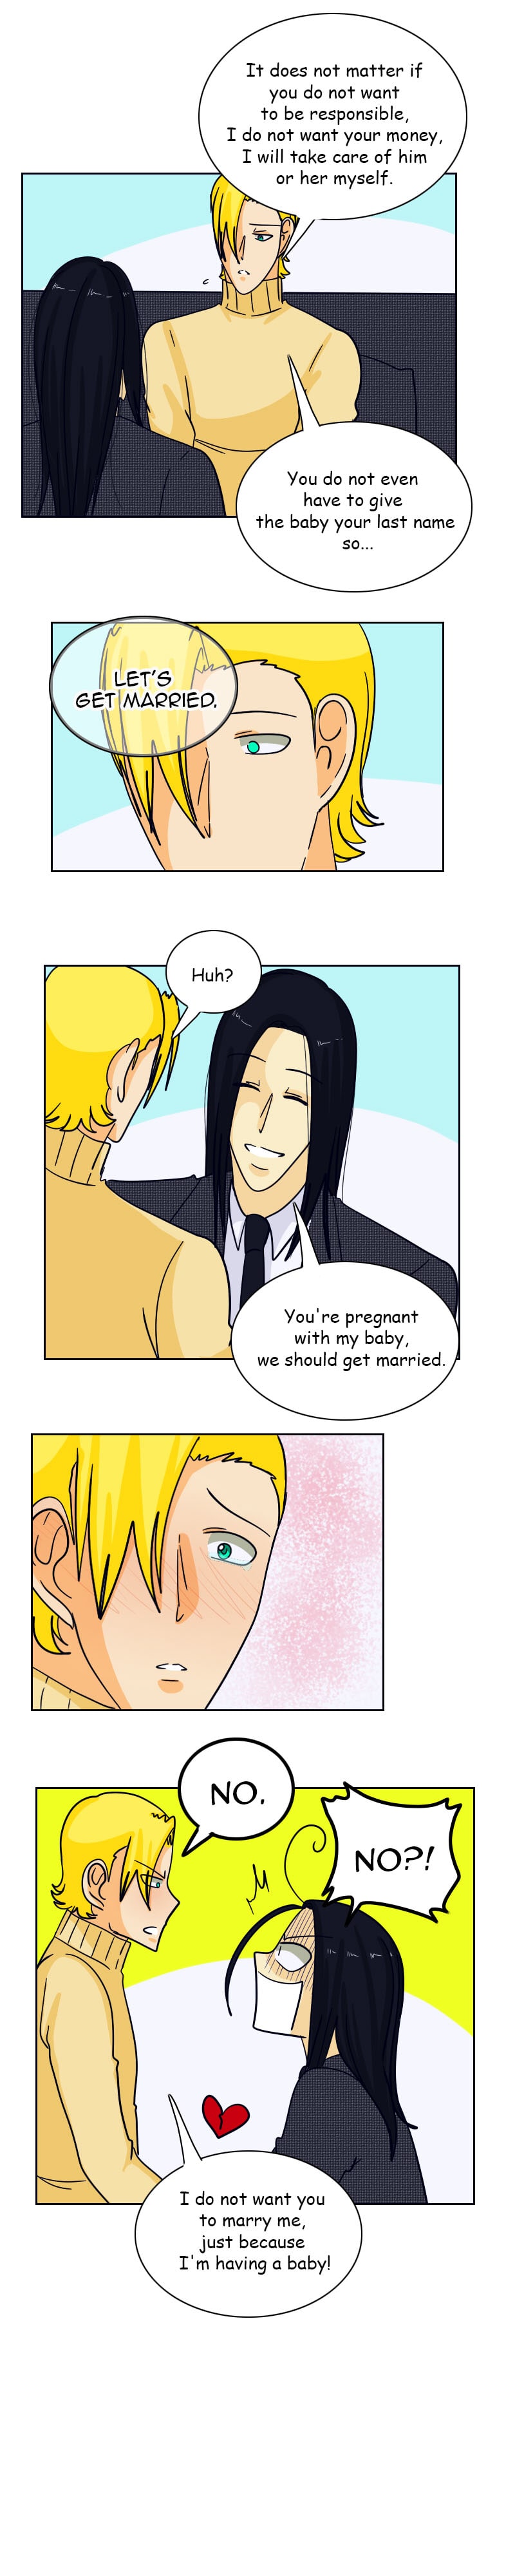 It does not matter if
you do not want
to be responsible,
I do not want your money,
I will take care of him
or her myself.
You do not even
have to give
the baby your last name
so...
LET'S
GET MARRIED.
Huh?
You're pregnant
with my baby,
we should get married.
NO.
NO?!
I do not want you
to marry me,
just because
I'm having a baby!